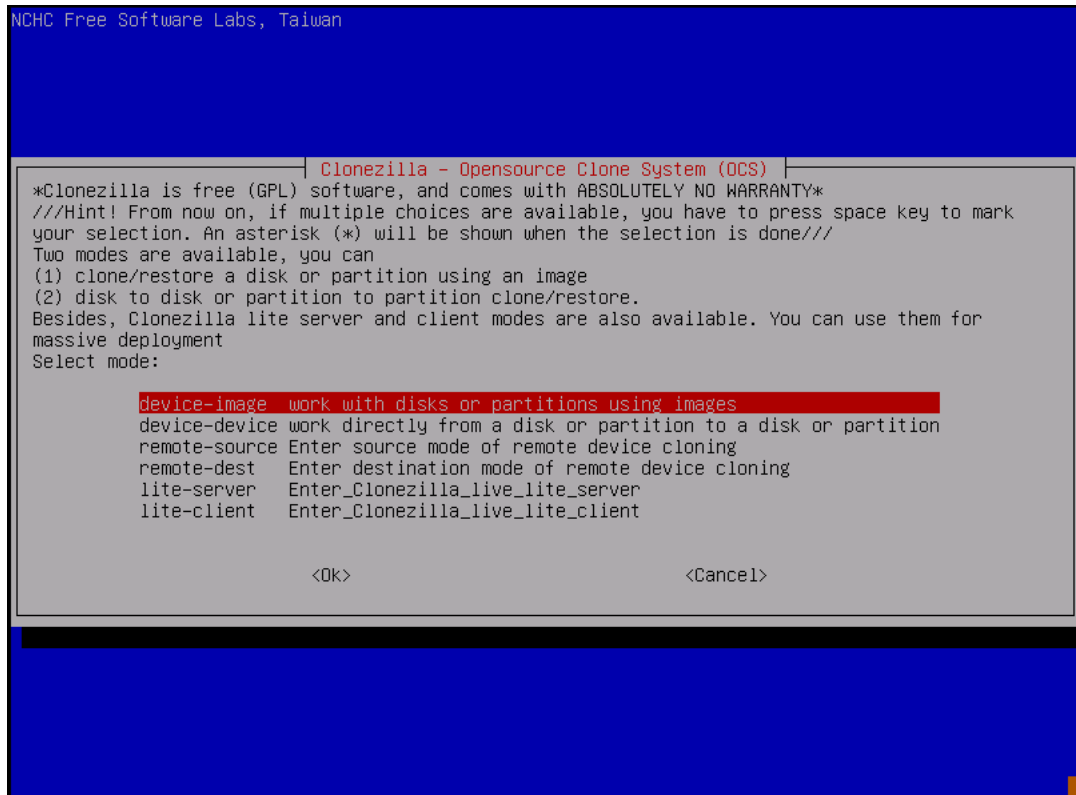 NCHC Free Software Labs, Taiwan
Clonezilla - Opensource Clone System (OCS)
*Clonezilla is free (GPL) software, and comes with ABSOLUTELY NO WARRANTY*
///Hint! From now on, if multiple choices are available, you have to press space key to mark
your selection. An asterisk (*) will be shown when the selection is done///
Two modes are available, you can
(1) clone/restore a disk or partition using an image
(2) disk to disk or partition to partition clone/restore.
Besides, Clonezilla lite server and client modes are also available. You can use them for
massive deployment
Select mode:
device-image work with disks or partitions using images
device-device work directly from a disk or partition to a disk or partition
remote-source Enter source mode of remote device cloning
remote-dest Enter destination mode of remote device cloning
lite-server Enter_Clonezilla_live_lite_server
lite-client Enter_Clonezilla_live_lite_client
<Ok> <Cancel>